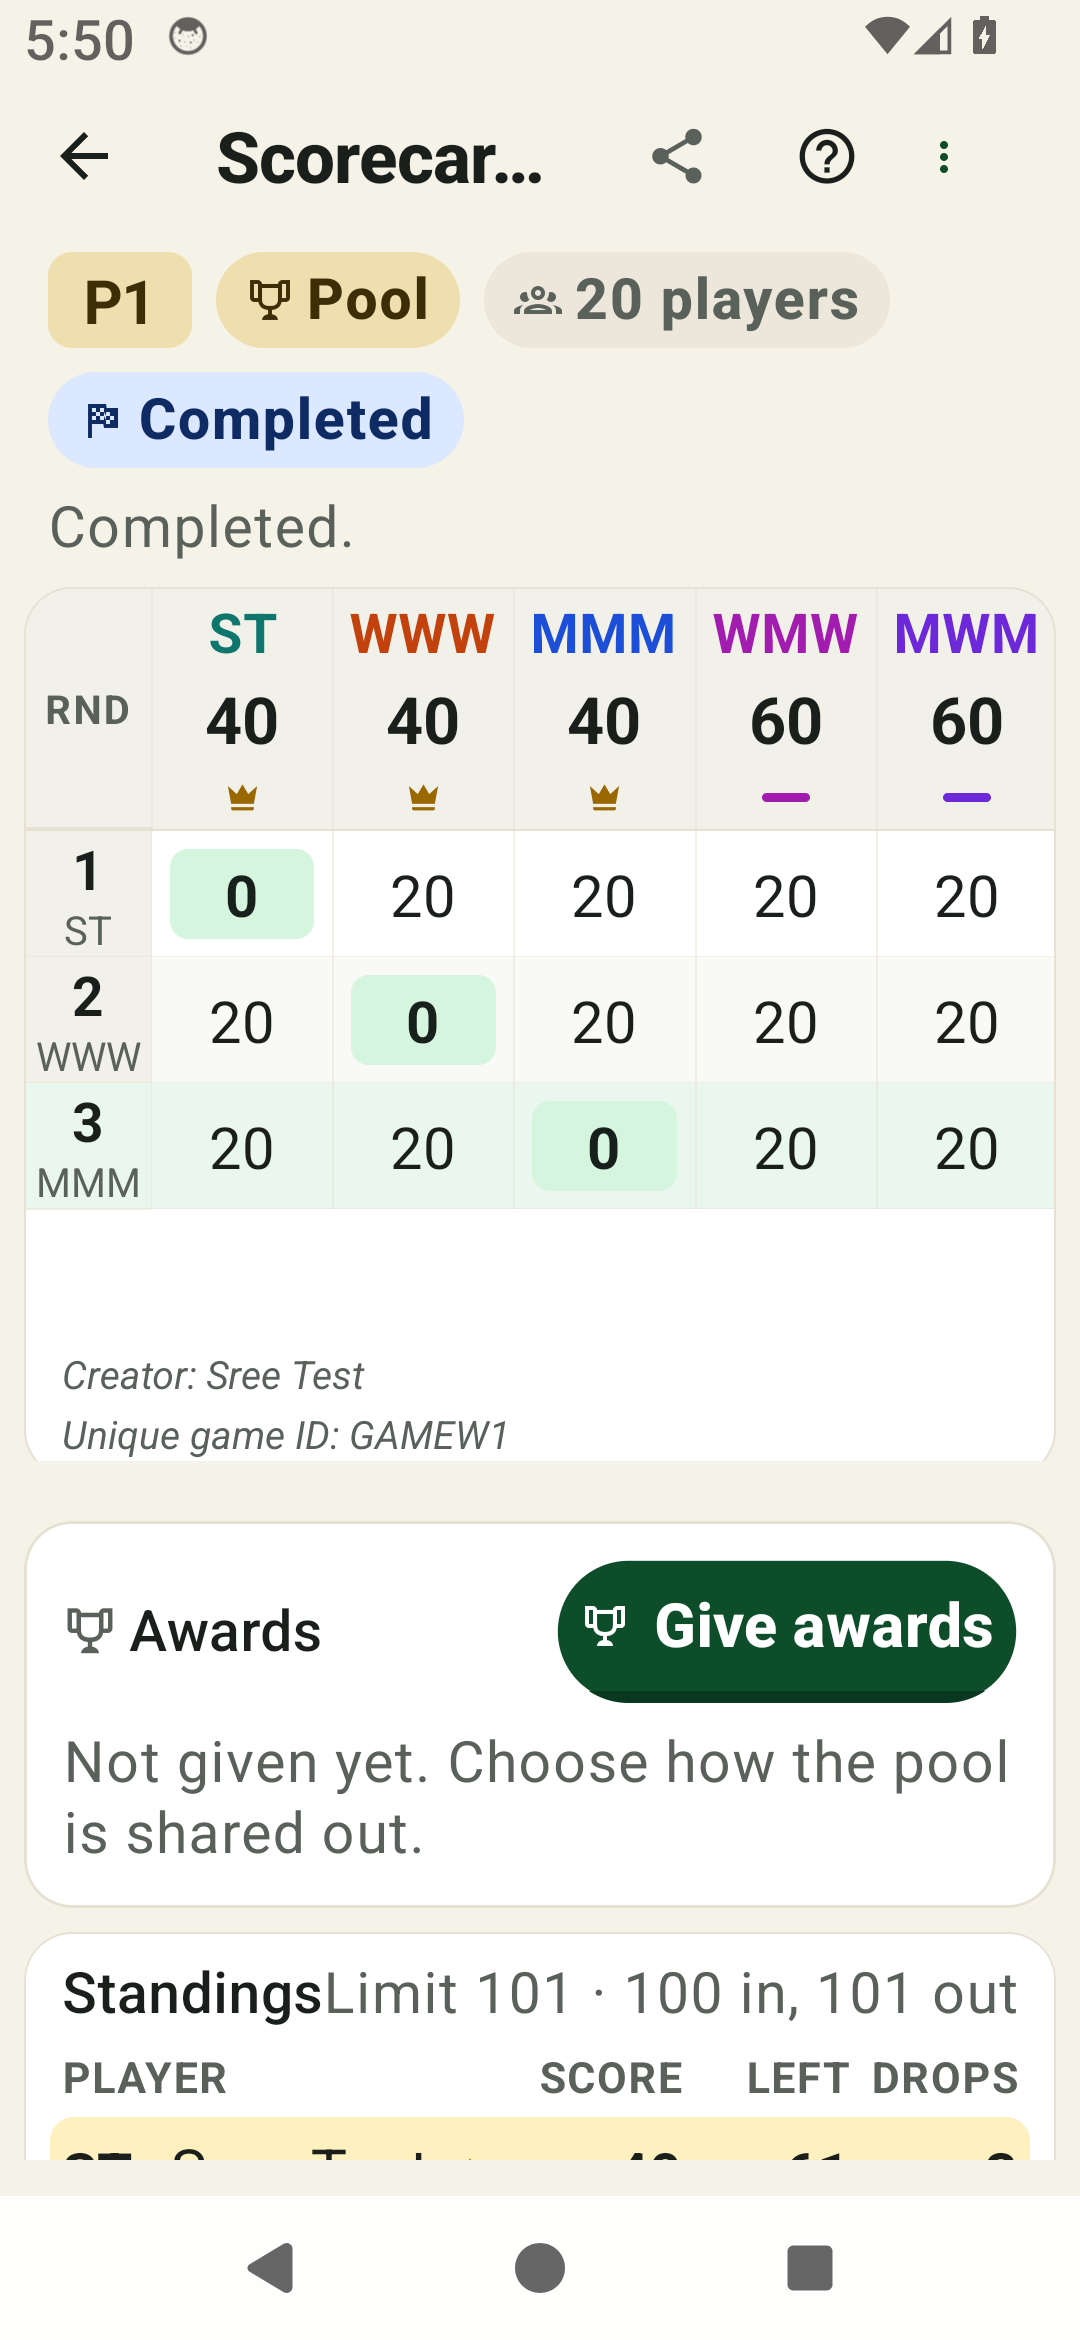 5:50
Scorecar...
P1 Pool 20 players
Completed
Completed.
RND ST WWW MMM WMW MWM
40 40 40 60 60
1 ST 0 20 20 20 20
2 WWW 20 0 20 20 20
3 MMM 20 20 0 20 20
Creator: Sree Test
Unique game ID: GAMEW1
Awards Give awards
Not given yet. Choose how the pool
is shared out.
Standings Limit 101 · 100 in, 101 out
PLAYER SCORE LEFT DROPS